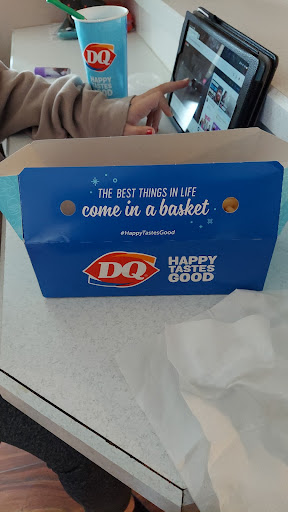 DQ
HAPPY
TASTES
GOOD
THE BEST THINGS IN LIFE
come in a basket
#HappyTastesGood
DQ
HAPPY
TASTES
GOOD